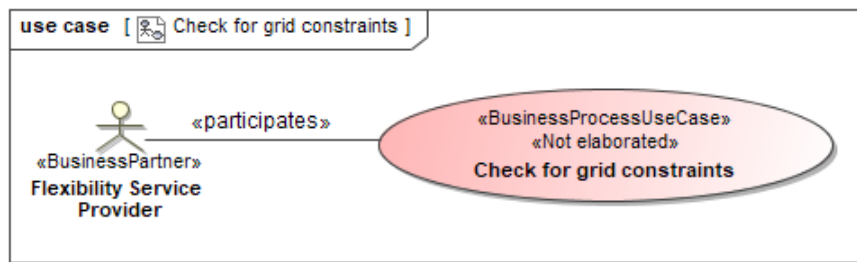 use case [ Check for grid constraints ]
«participates»
«BusinessPartner»
Flexibility Service
Provider
«BusinessProcessUseCase»
«Not elaborated»
Check for grid constraints